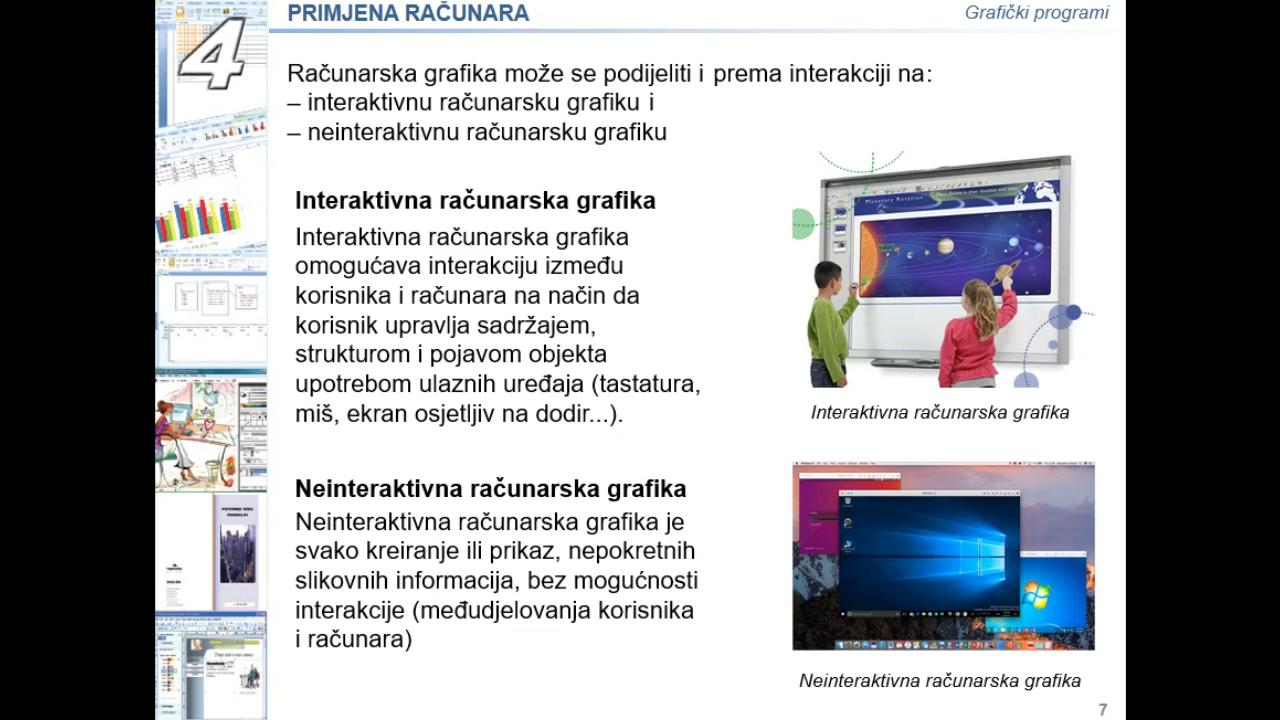 PRIMJENA RAČUNARA
Grafički programi
4
Računarska grafika može se podijeliti i prema interakciji na:
– interaktivnu računarsku grafiku i
– neinteraktivnu računarsku grafiku
Interaktivna računarska grafika
Interaktivna računarska grafika
omogućava interakciju između
korisnika i računara na način da
korisnik upravlja sadržajem,
strukturom i pojavom objekta
upotrebom ulaznih uređaja (tastatura,
miš, ekran osjetljiv na dodir...).
Planetary Rotation
Interaktivna računarska grafika
Neinteraktivna računarska grafika
Neinteraktivna računarska grafika je
svako kreiranje ili prikaz, nepokretnih
slikovnih informacija, bez mogućnosti
interakcije (međudjelovanja korisnika
i računara)
Neinteraktivna računarska grafika
7